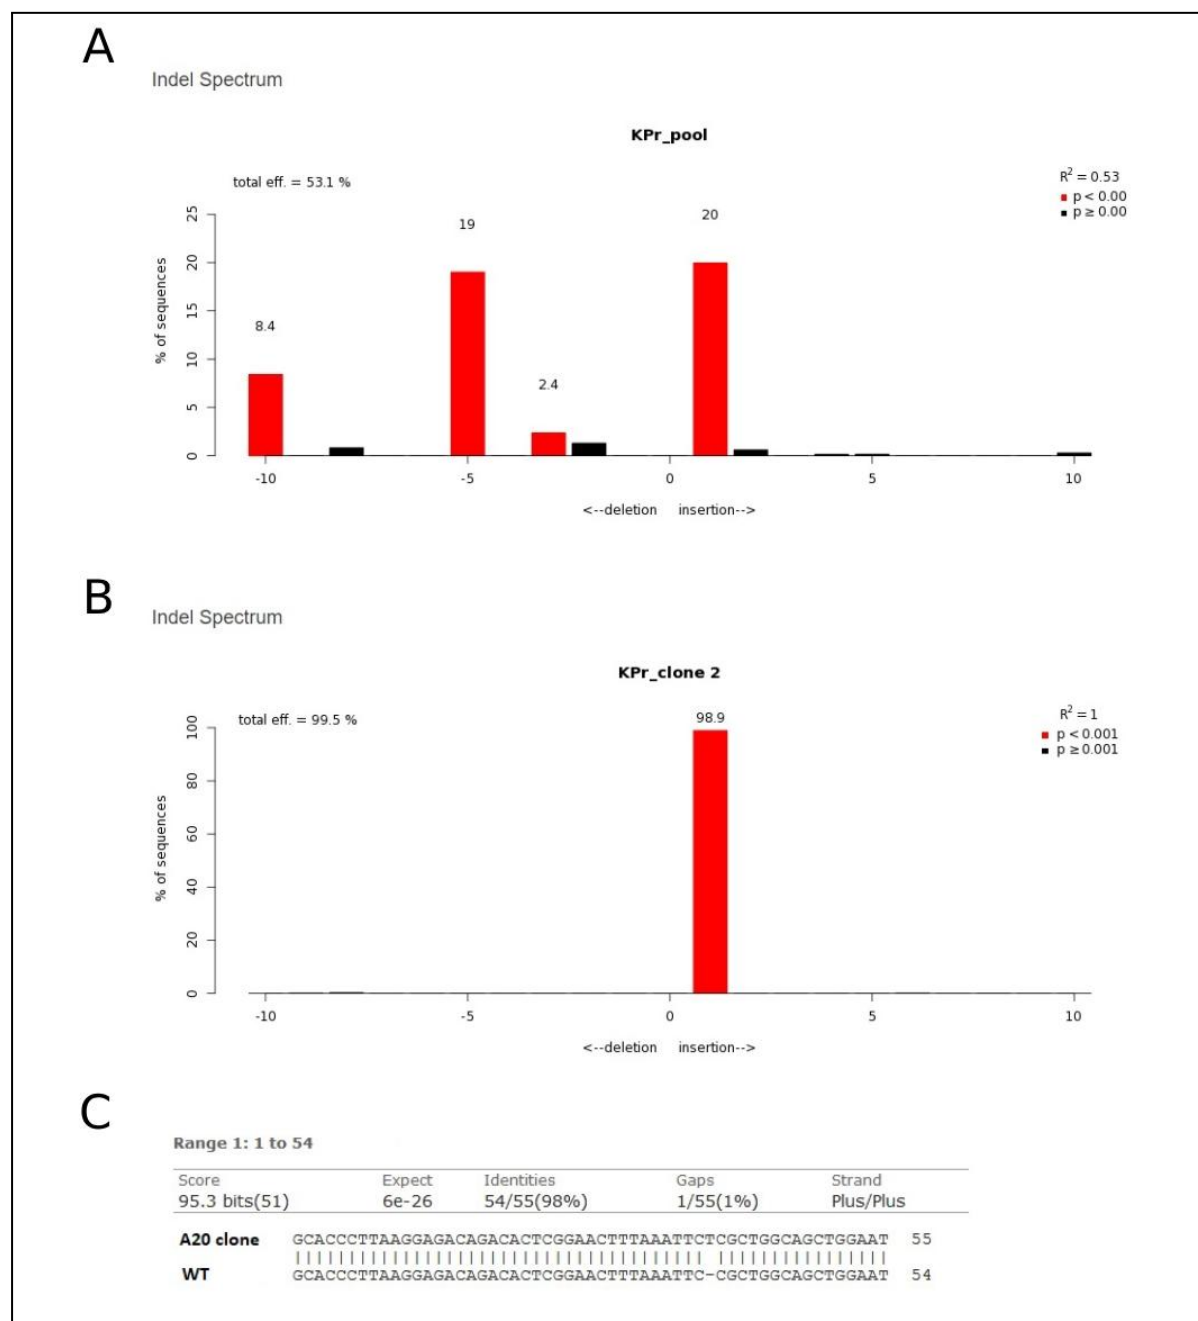 A
Indel Spectrum
KPr_pool
total eff. = 53.1 %
R2 = 0.53
p < 0.00
p ≥ 0.00
25
20
15
10
5
0
% of sequences
8.4
19
2.4
20
-10 -5 0 5 10
<--deletion insertion-->
B
Indel Spectrum
KPr_clone 2
total eff. = 99.5 %
R2 = 1
p < 0.001
p ≥ 0.001
100
80
60
40
20
0
% of sequences
98.9
-10 -5 0 5 10
<--deletion insertion-->
C
Range 1: 1 to 54
Score Expect Identities Gaps Strand
95.3 bits(51) 6e-26 54/55(98%) 1/55(1%) Plus/Plus
A20 clone GCACCCTTAAGGAGACAGACACTCGGAACTTTAAATTCTCGCTGGCAGCTGGAAT 55
WT GCACCCTTAAGGAGACAGACACTCGGAACTTTAAATTC-CGCTGGCAGCTGGAAT 54